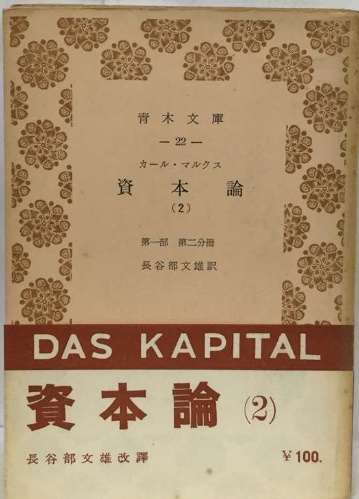 青木文庫
— 22 —
カール・マルクス
資本論
(2)
第一部 第二分冊
長谷部文雄訳
DAS KAPITAL
資本論 (2)
長谷部文雄改譯
¥100.